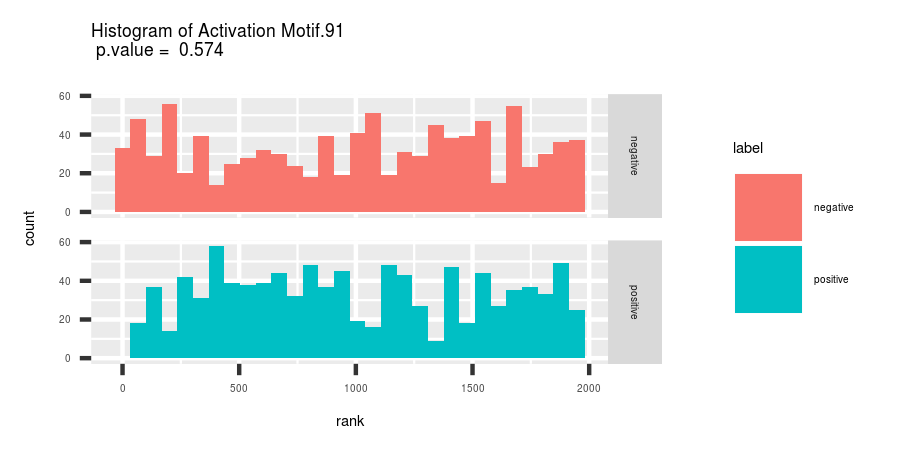 Histogram of Activation Motif.91
p.value = 0.574
60
40
20
0
negative
60
40
20
0
positive
0 500 1000 1500 2000
rank
count
label
negative
positive